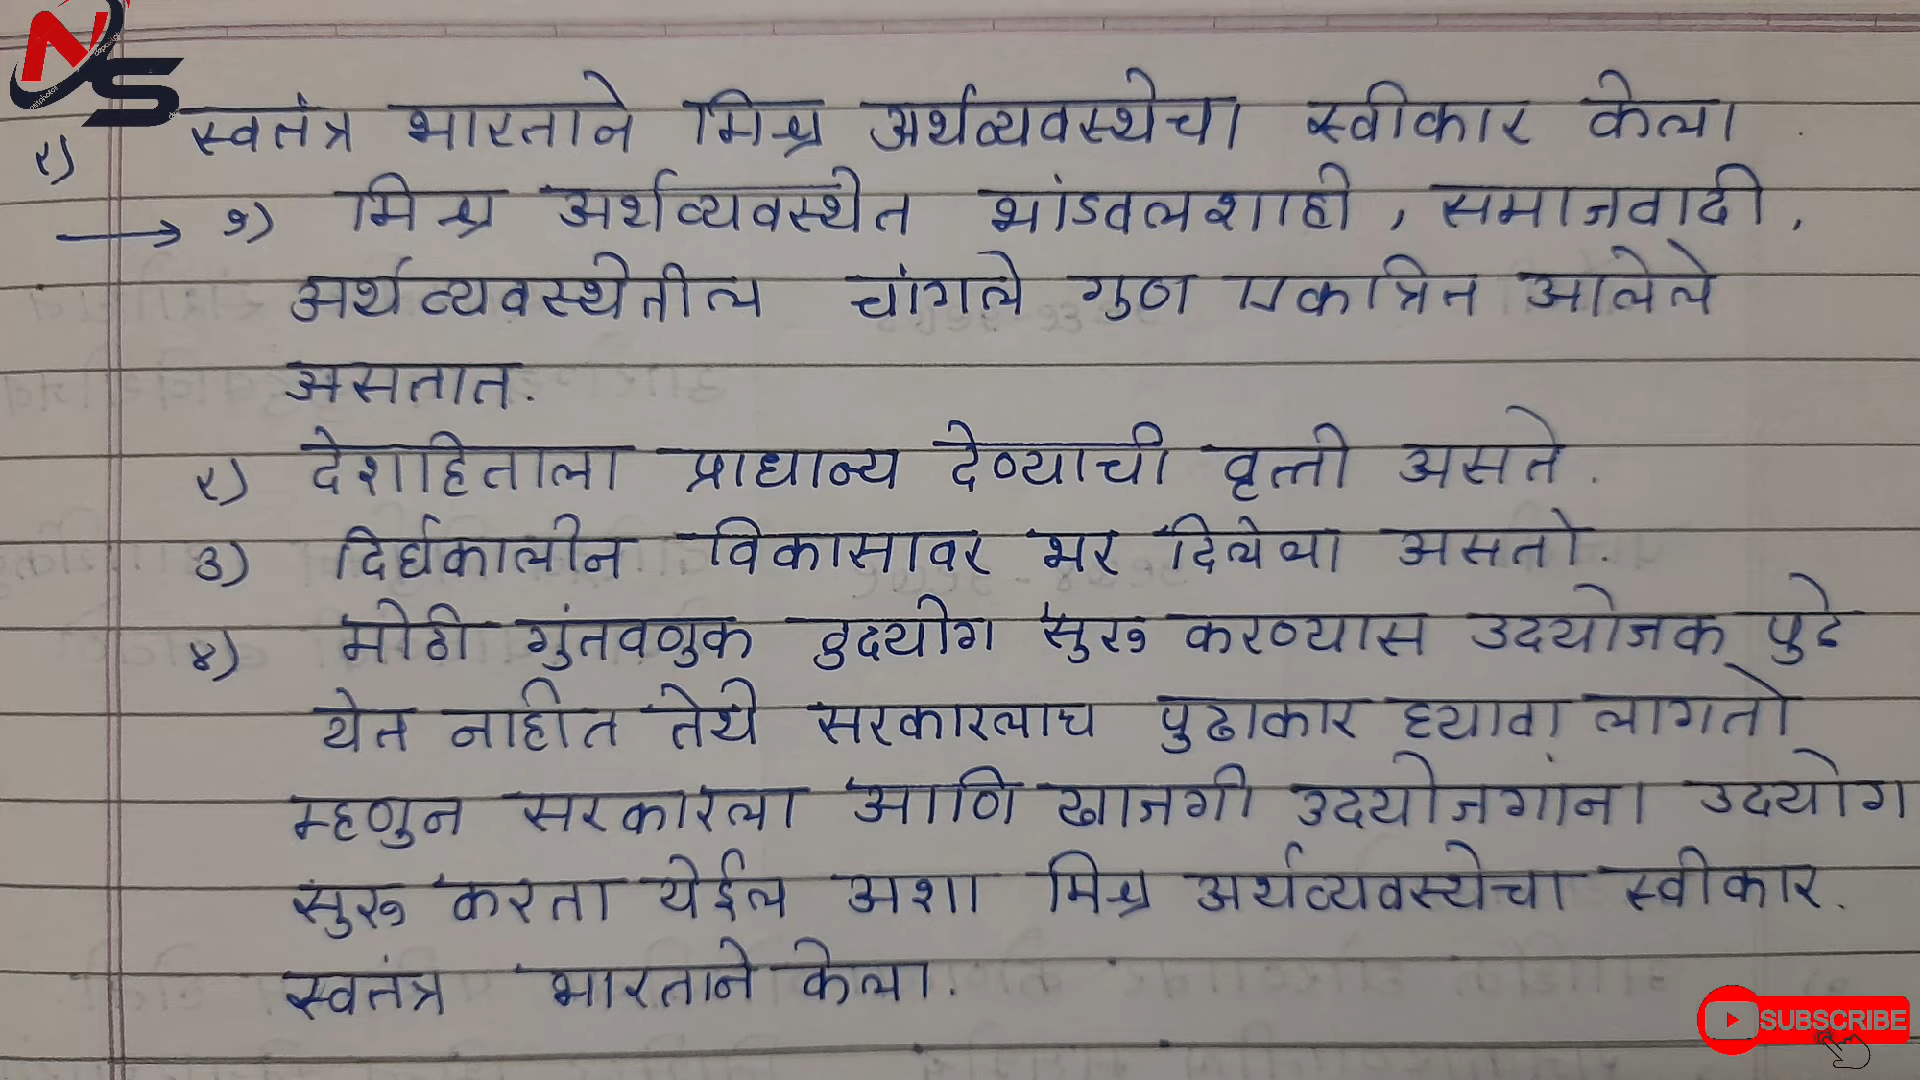 NS
२) स्वतंत्र भारताने मिश्र अर्थव्यवस्थेचा स्वीकार केला.
→ १) मिश्र अर्थव्यवस्थेत भांडवलशाही, समाजवादी,
अर्थव्यवस्थेतील चांगले गुण एकत्रित आलेले
असतात.
२) देशहिताला प्राधान्य देण्याची वृत्ती असते.
३) दिर्घकालीन विकासावर भर दिलेला असतो.
४) मोठी गुंतवणुक उदयोग सुरु करण्यास उदयोजक पुढे
येत नाहीत तेथे सरकारलाच पुढाकार घ्यावा लागतो
म्हणुन सरकारला आणि खाजगी उदयोजगांना उदयोग
सुरु करता येईल अशा मिश्र अर्थव्यवस्थेचा स्वीकार.
स्वतंत्र भारताने केला.
SUBSCRIBE